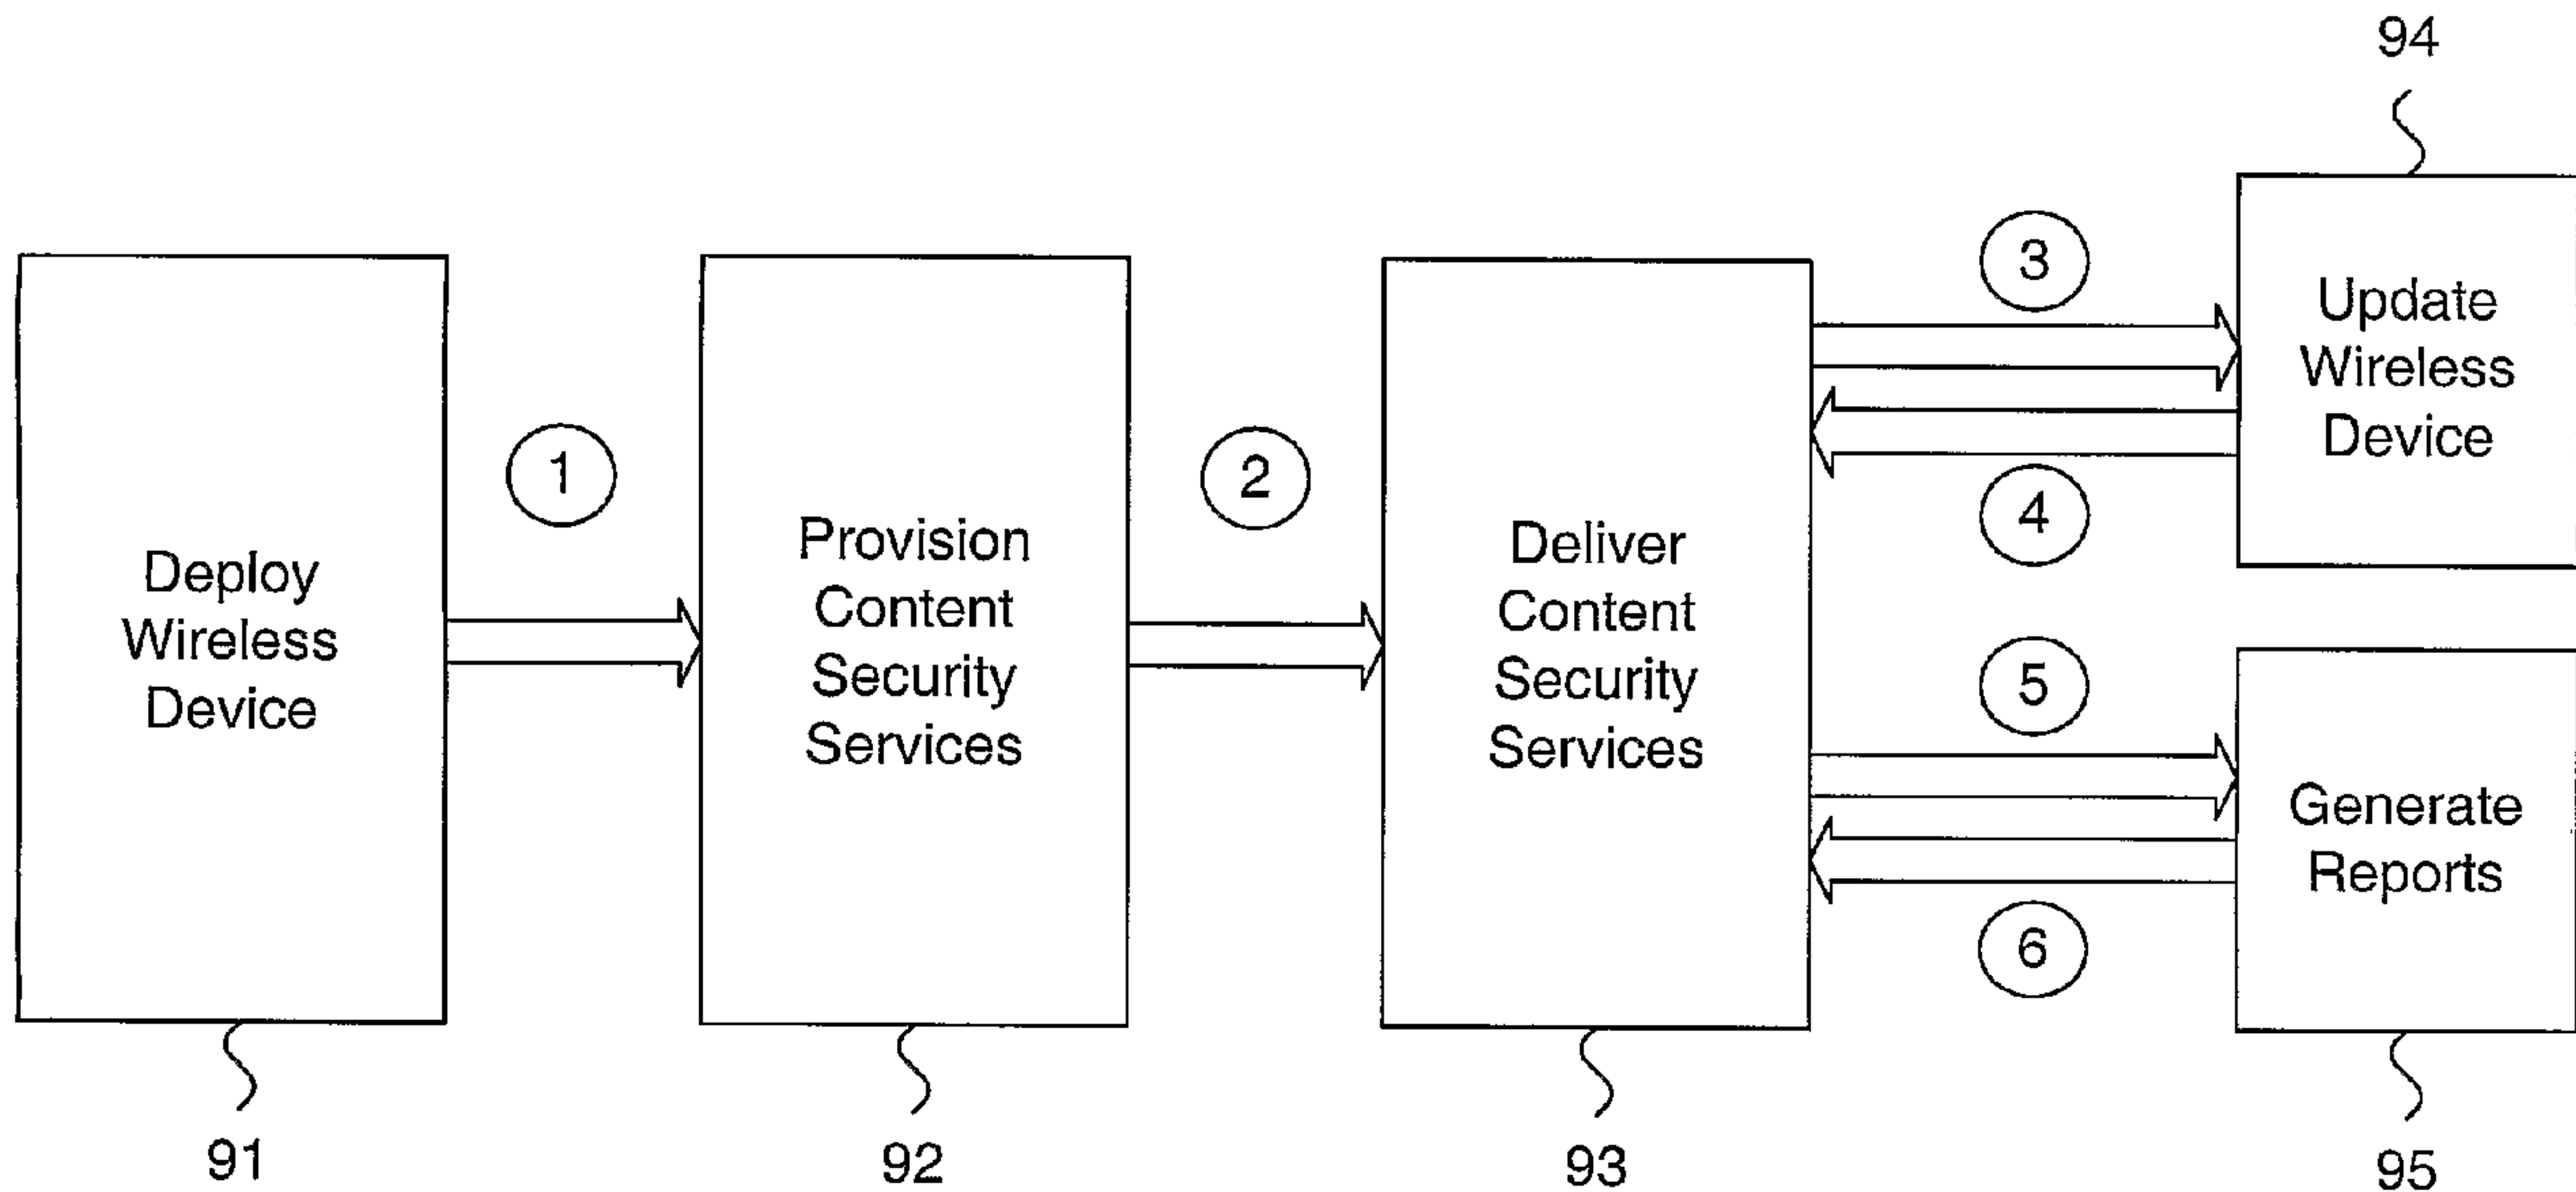 94
3
Update
Wireless
Device
1
2
4
Provision
Content
Security
Services
Deliver
Content
Security
Services
Deploy
Wireless
Device
5
Generate
Reports
6
91
92
93
95